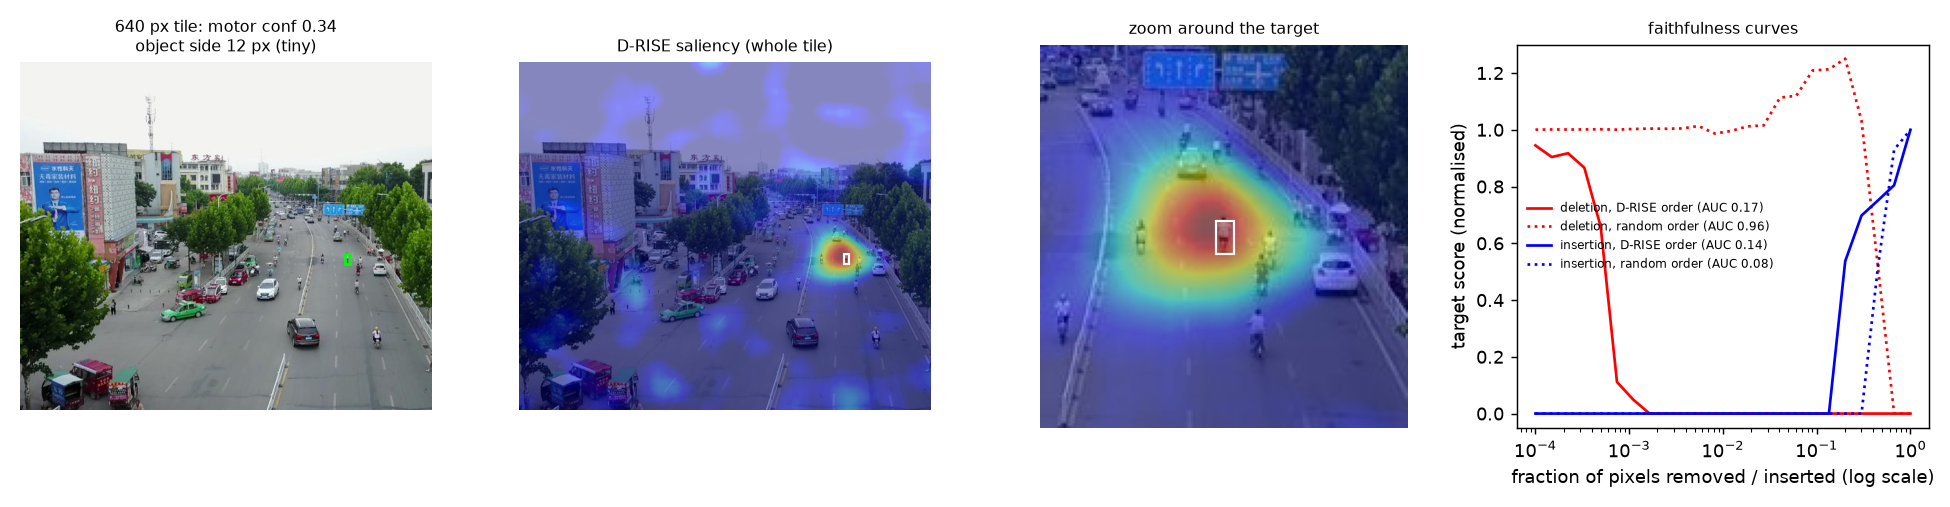 640 px tile: motor conf 0.34
object side 12 px (tiny)
D-RISE saliency (whole tile)
zoom around the target
faithfulness curves
东方
target score (normalised)
1.2
1.0
0.8
0.6
0.4
0.2
0.0
deletion, D-RISE order (AUC 0.17)
deletion, random order (AUC 0.96)
insertion, D-RISE order (AUC 0.14)
insertion, random order (AUC 0.08)
10⁻⁴
10⁻³
10⁻²
10⁻¹
10⁰
fraction of pixels removed / inserted (log scale)